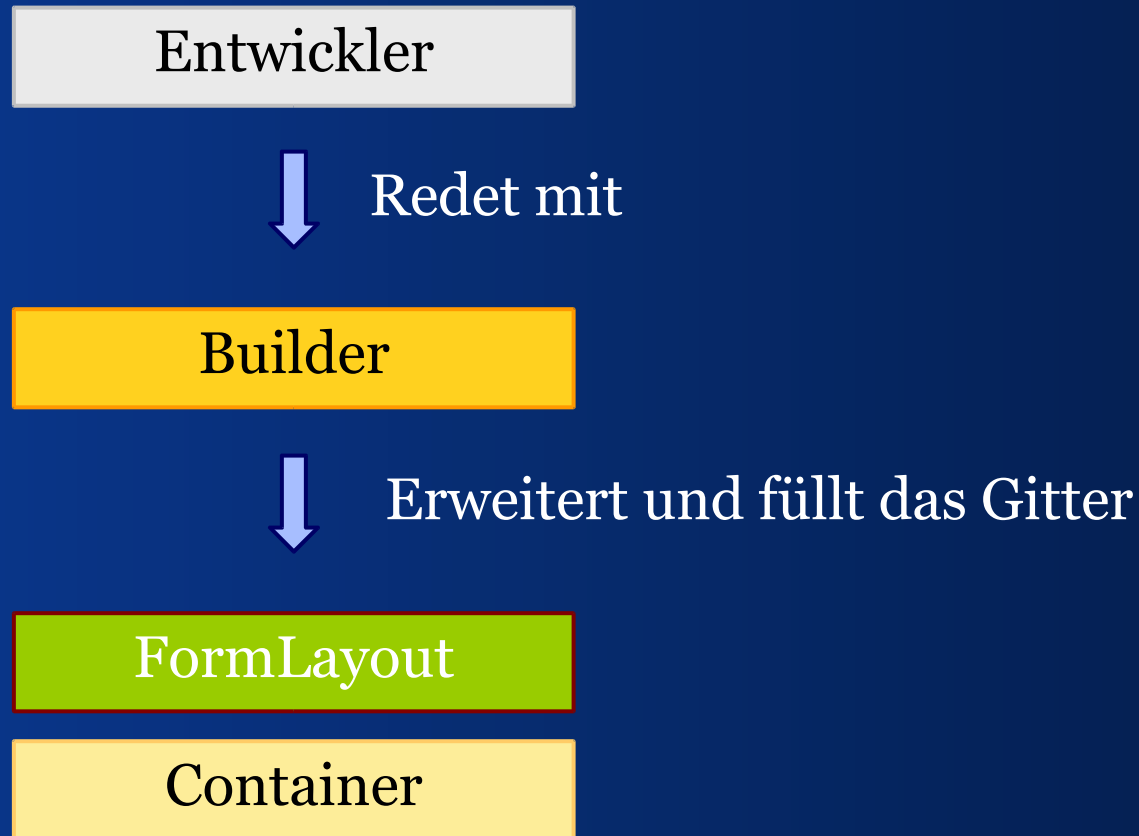 Entwickler
Redet mit
Builder
Erweitert und füllt das Gitter
FormLayout
Container